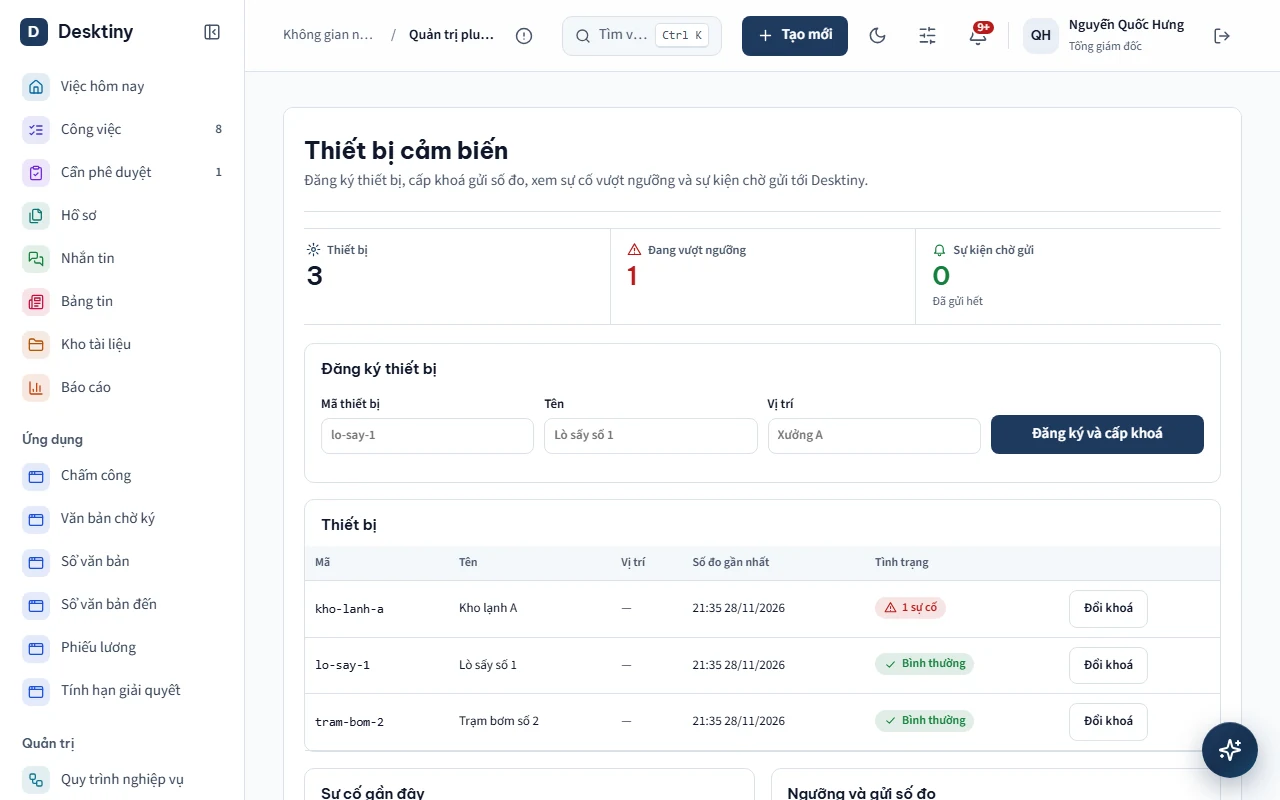 D Desktiny
Việc hôm nay
Công việc 8
Cần phê duyệt 1
Hồ sơ
Nhắn tin
Bảng tin
Kho tài liệu
Báo cáo
Ứng dụng
Chấm công
Văn bản chờ ký
Sổ văn bản
Sổ văn bản đến
Phiếu lương
Tính hạn giải quyết
Quản trị
Quy trình nghiệp vụ
Không gian n... / Quản trị plu...
Tìm v... Ctrl K
Tạo mới
9+
QH
Nguyễn Quốc Hưng
Tổng giám đốc
Thiết bị cảm biến
Đăng ký thiết bị, cấp khoá gửi số đo, xem sự cố vượt ngưỡng và sự kiện chờ gửi tới Desktiny.
Thiết bị
3
Đang vượt ngưỡng
1
Sự kiện chờ gửi
0
Đã gửi hết
Đăng ký thiết bị
Mã thiết bị Tên Vị trí
lo-say-1 Lò sấy số 1 Xưởng A Đăng ký và cấp khoá
Thiết bị
Mã Tên Vị trí Số đo gần nhất Tình trạng
kho-lanh-a Kho lạnh A — 21:35 28/11/2026 1 sự cố Đổi khoá
lo-say-1 Lò sấy số 1 — 21:35 28/11/2026 Bình thường Đổi khoá
tram-bom-2 Trạm bơm số 2 — 21:35 28/11/2026 Bình thường Đổi khoá
Sự cố gần đây Ngưỡng và gửi số đo